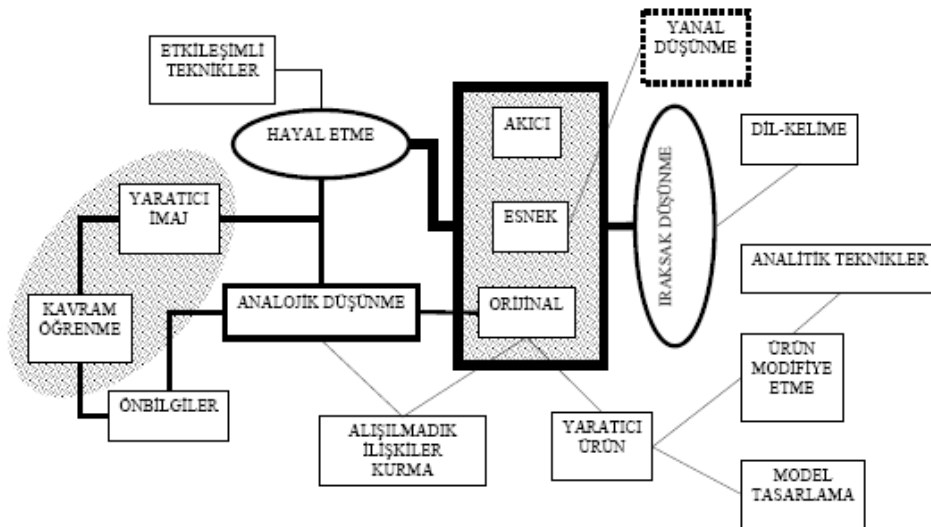 YANAL
DÜŞÜNME
ETKİLEŞİMLİ
TEKNİKLER
HAYAL ETME
AKICI
DİL-KELİME
YARATICI
İMAJ
ESNEK
IRAKSAK DÜŞÜNME
ANALİTİK TEKNİKLER
KAVRAM
ÖĞRENME
ANALOJİK DÜŞÜNME
ORİJİNAL
ÜRÜN
MODİFİYE
ETME
ÖNBİLGİLER
ALIŞILMADIK
İLİŞKİLER
KURMA
YARATICI
ÜRÜN
MODEL
TASARLAMA